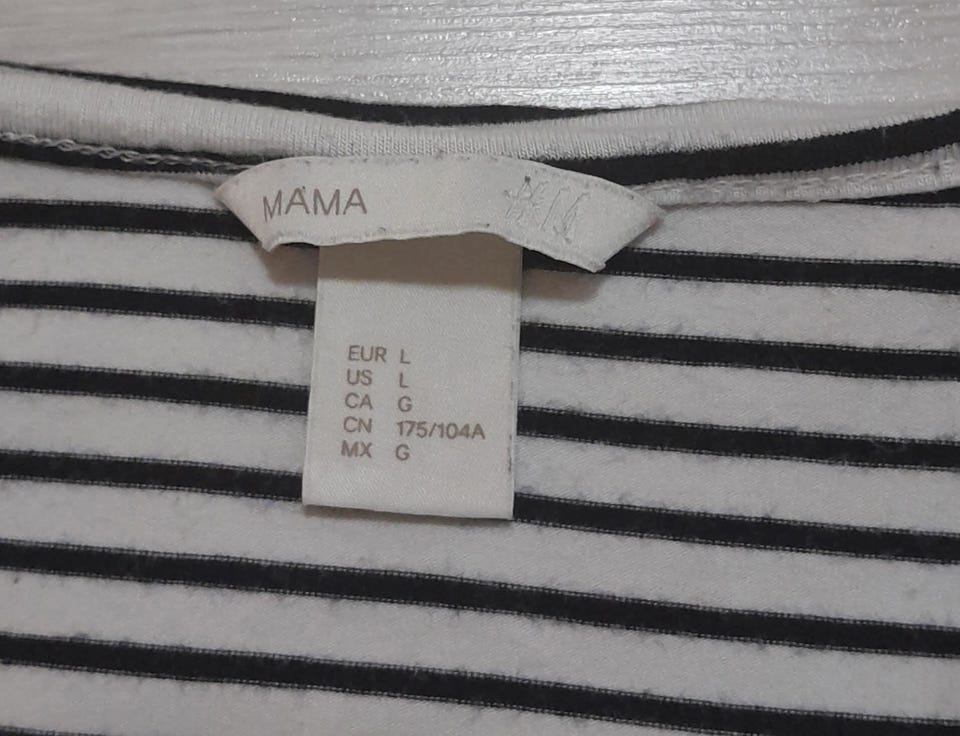 MAMA
EUR L
US L
CA G
CN 175/104A
MX G